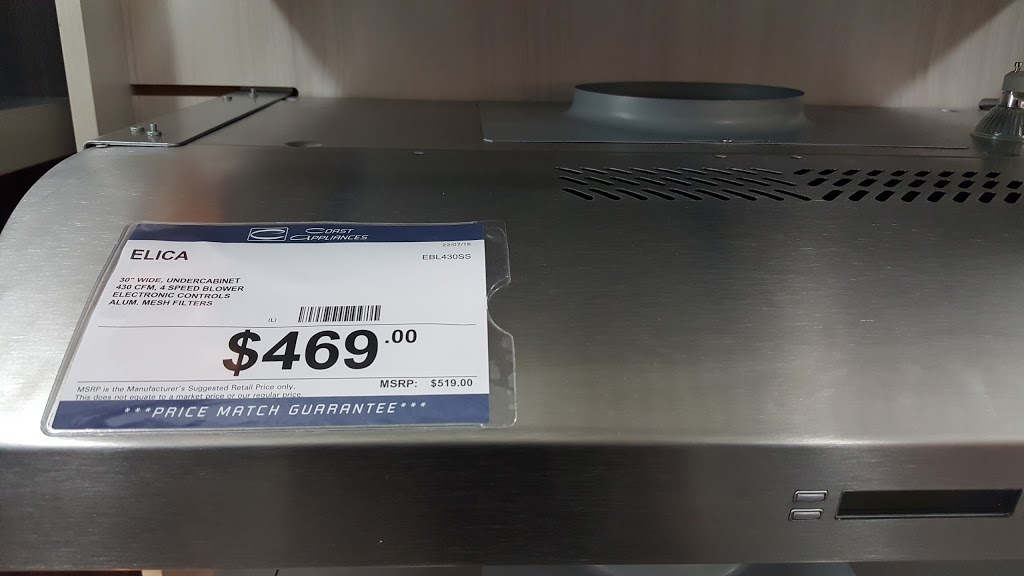 COAST
APPLIANCES
22/07/16
ELICA
EBL430SS
30" WIDE, UNDERCABINET
430 CFM, 4 SPEED BLOWER
ELECTRONIC CONTROLS
ALUM. MESH FILTERS
(L)
$469.00
MSRP: $519.00
MSRP is the Manufacturer's Suggested Retail Price only.
This does not equate to a market price or our regular price.
***PRICE MATCH GUARANTEE***